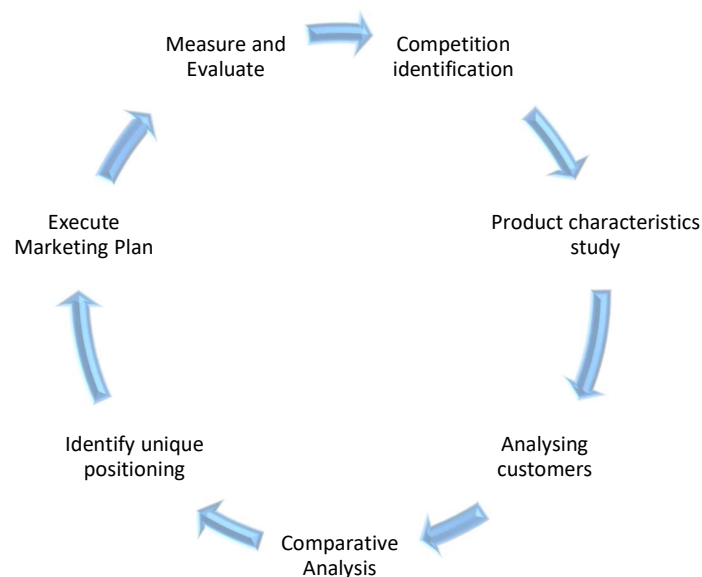 Measure and
Evaluate
Competition
identification
Product characteristics
study
Analysing
customers
Comparative
Analysis
Identify unique
positioning
Execute
Marketing Plan